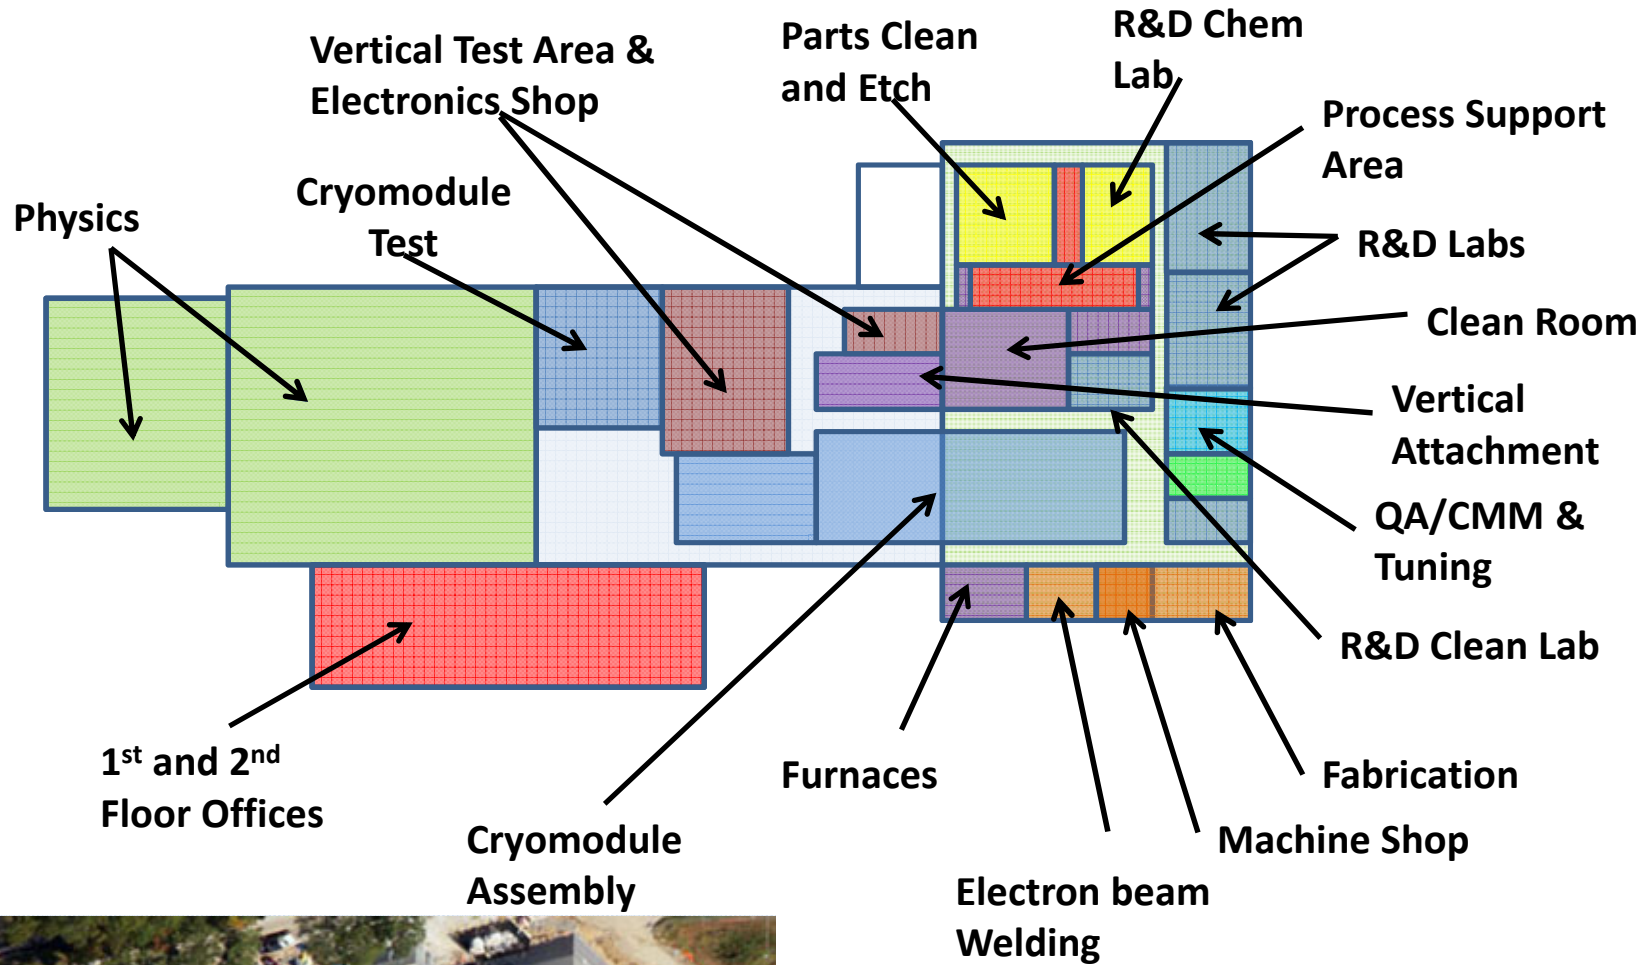 Vertical Test Area &
Electronics Shop
Parts Clean
and Etch
R&D Chem
Lab
Process Support
Area
Cryomodule
Test
Physics
R&D Labs
Clean Room
Vertical
Attachment
QA/CMM &
Tuning
R&D Clean Lab
1st and 2nd
Floor Offices
Furnaces
Fabrication
Cryomodule
Assembly
Machine Shop
Electron beam
Welding